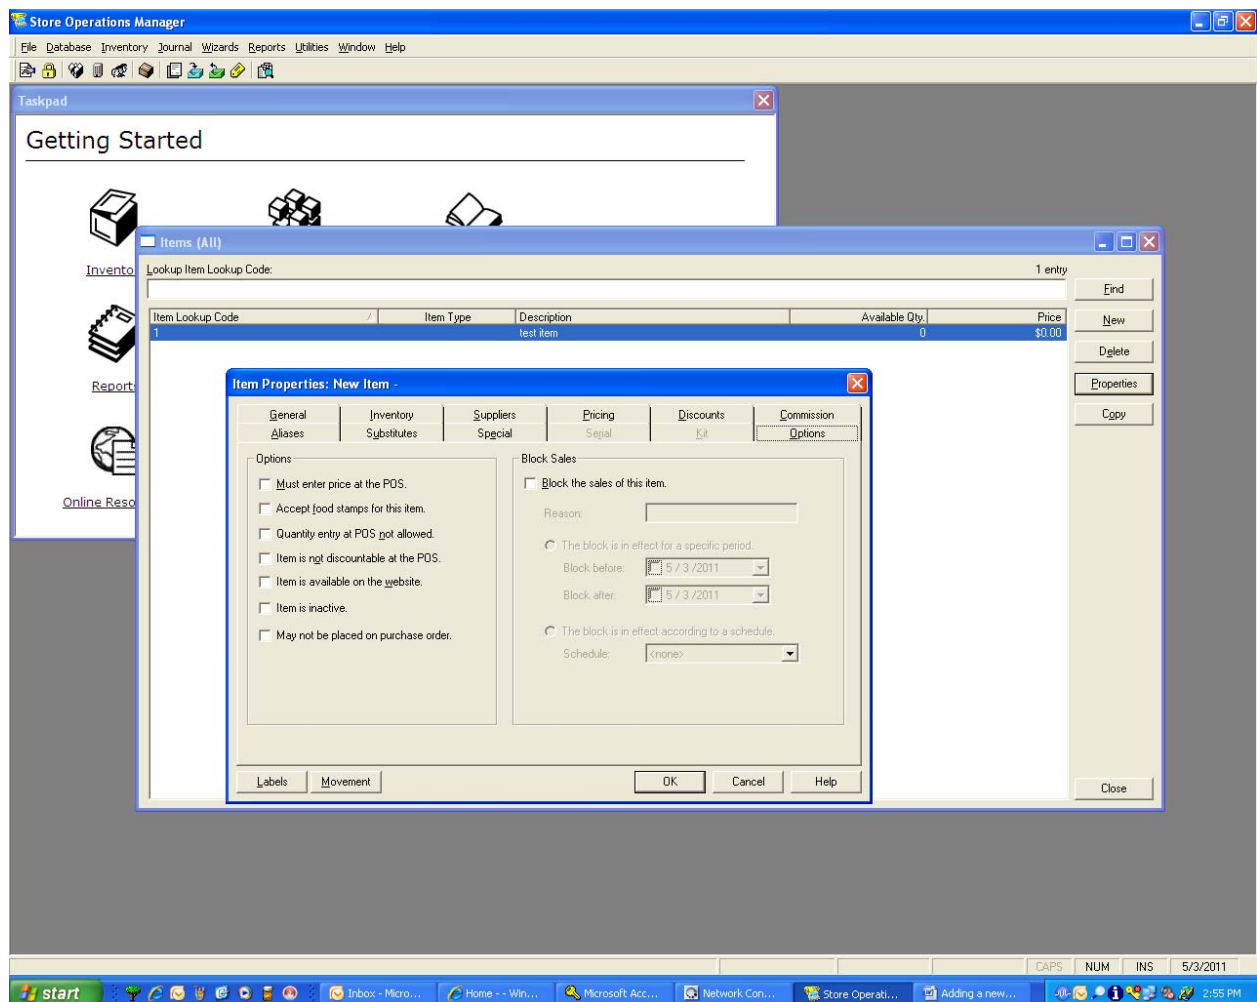 Store Operations Manager
File Database Inventory Journal Wizards Reports Utilities Window Help
Taskpad
Getting Started
Items (All)
Invento
Lookup Item Lookup Code:
1 entry
Find
Item Lookup Code / Item Type Description Available Qty. Price
New
1 test item 0 $0.00
Delete
Report
Item Properties: New Item -
Properties
General Inventory Suppliers Pricing Discounts Commission
Copy
Aliases Substitutes Special Serial Kit Options
Options
Block Sales
Must enter price at the POS.
Block the sales of this item.
Online Reso
Accept food stamps for this item.
Reason:
Quantity entry at POS not allowed.
The block is in effect for a specific period.
Item is not discountable at the POS.
Block before: 5 / 3 /2011
Item is available on the website.
Block after: 5 / 3 /2011
Item is inactive.
May not be placed on purchase order.
The block is in effect according to a schedule.
Schedule: <none>
Labels Movement OK Cancel Help
Close
CAPS NUM INS 5/3/2011
start Inbox - Micro... Home - - Win... Microsoft Acc... Network Con... Store Operati... Adding a new... 2:55 PM